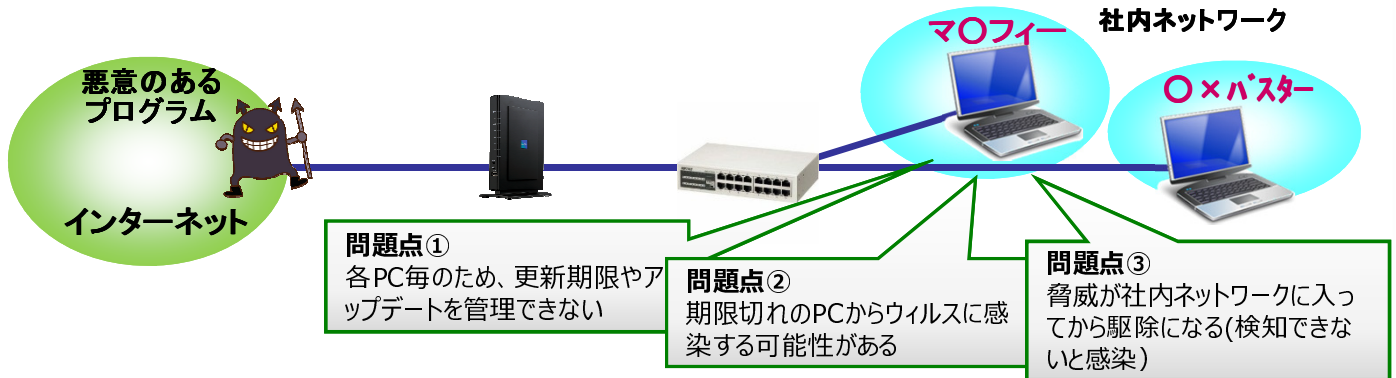 悪意のある
プログラム
インターネット
マ〇フィー
社内ネットワーク
〇×バスター
問題点①
各PC毎のため、更新期限やア
ップデートを管理できない
問題点②
期限切れのPCからウィルスに感
染する可能性がある
問題点③
脅威が社内ネットワークに入っ
てから駆除になる(検知できな
いと感染）